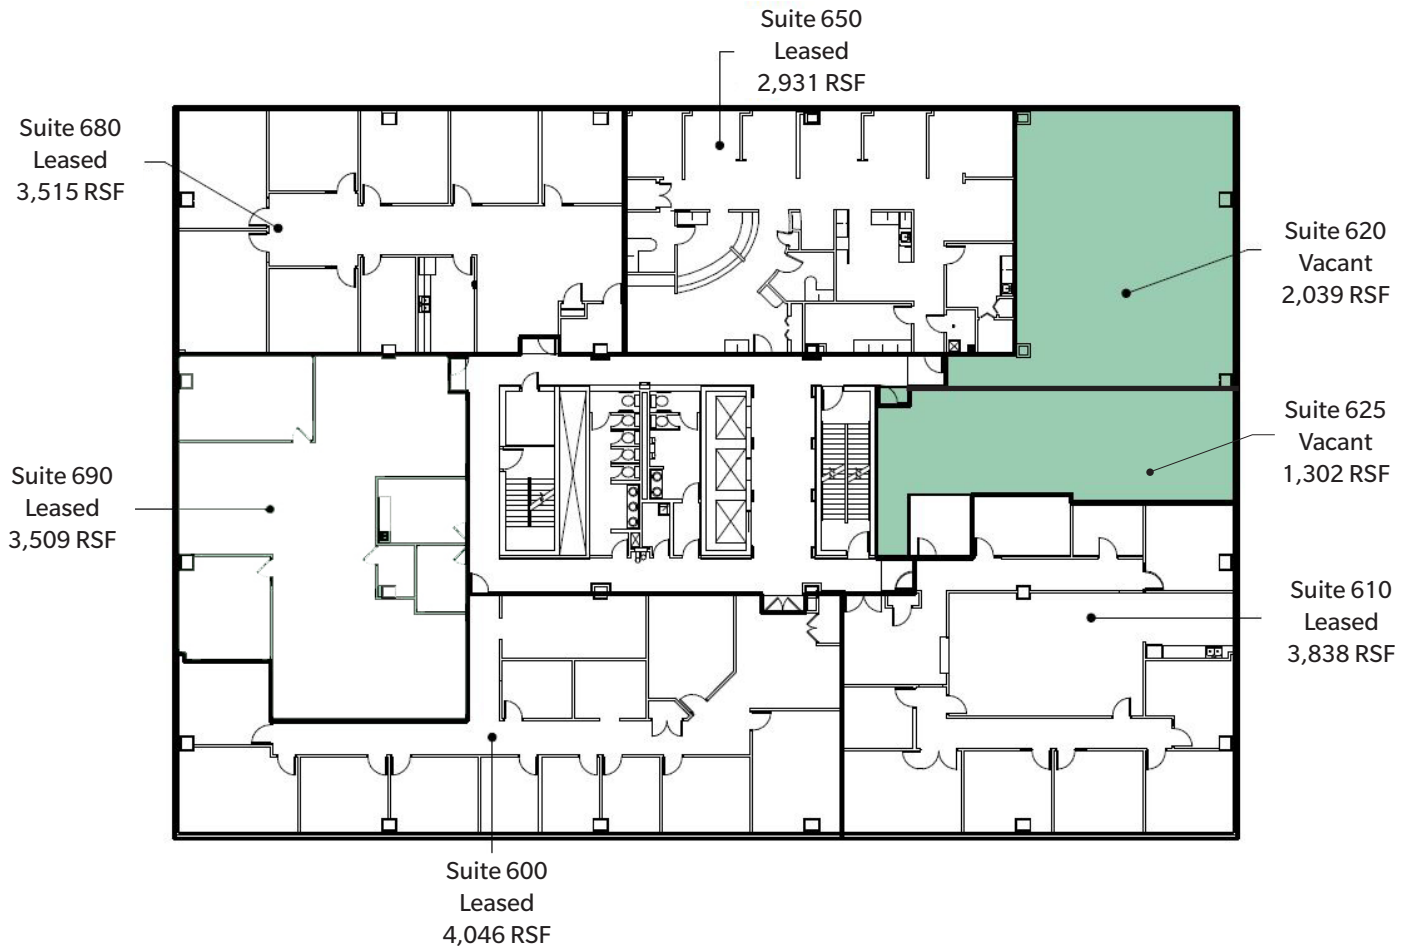 Suite 650
Leased
2,931 RSF
Suite 680
Leased
3,515 RSF
Suite 620
Vacant
2,039 RSF
Suite 625
Vacant
1,302 RSF
Suite 690
Leased
3,509 RSF
Suite 610
Leased
3,838 RSF
Suite 600
Leased
4,046 RSF